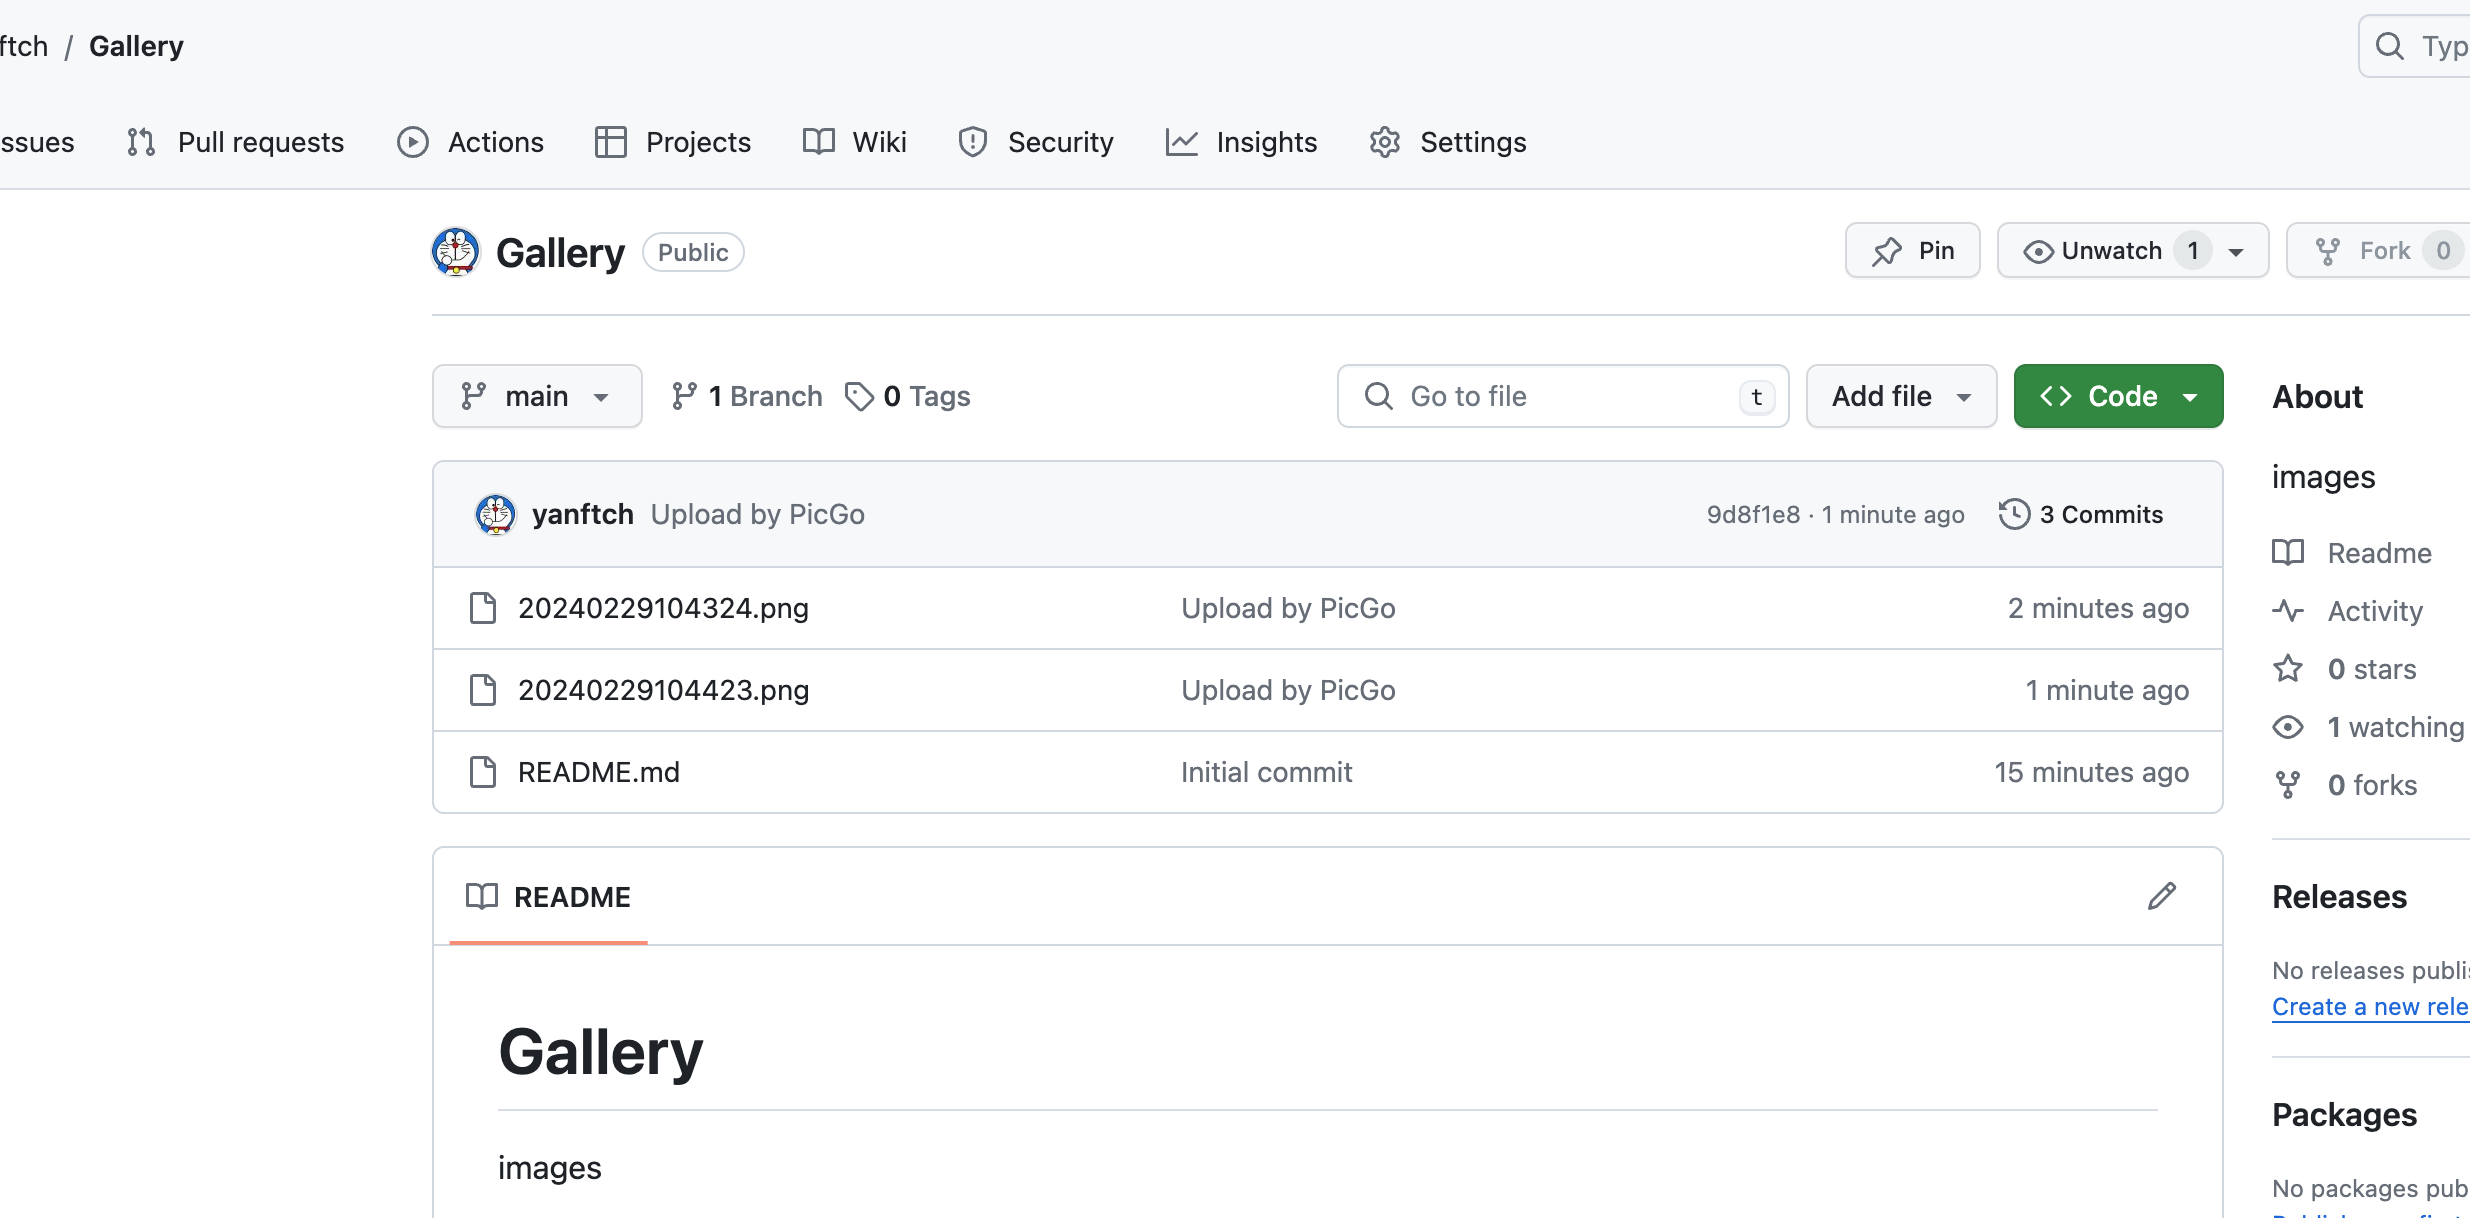 ftch / Gallery
Typ
ssues Pull requests Actions Projects Wiki Security Insights Settings
Gallery Public Pin Unwatch 1 Fork 0
main 1 Branch 0 Tags Go to file t Add file Code
yanftch Upload by PicGo 9d8f1e8 · 1 minute ago 3 Commits
20240229104324.png Upload by PicGo 2 minutes ago
20240229104423.png Upload by PicGo 1 minute ago
README.md Initial commit 15 minutes ago
README
Gallery
images
About
images
Readme
Activity
0 stars
1 watching
0 forks
Releases
No releases publis
Create a new rele
Packages
No packages pub